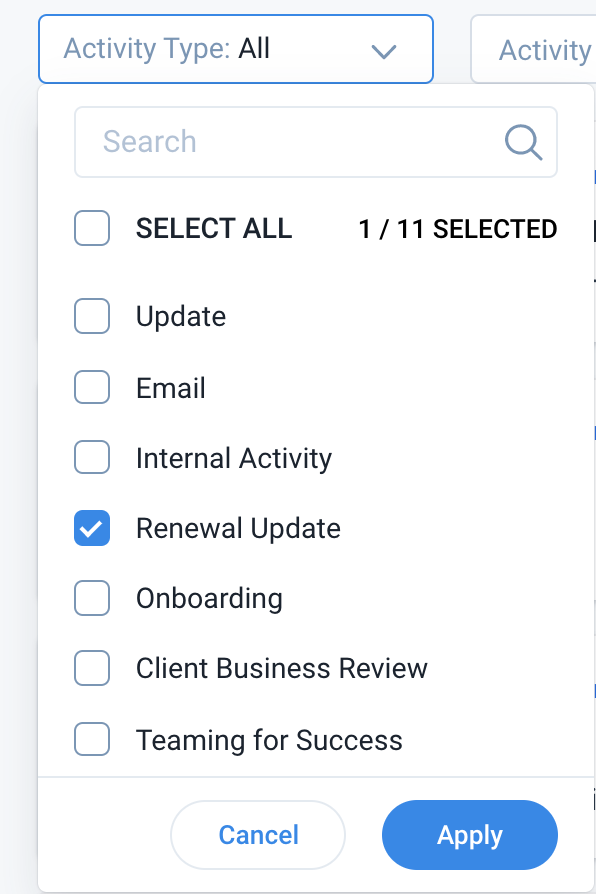 Activity Type: All
Activity
Search
SELECT ALL 1 / 11 SELECTED
Update
Email
Internal Activity
Renewal Update
Onboarding
Client Business Review
Teaming for Success
Cancel Apply